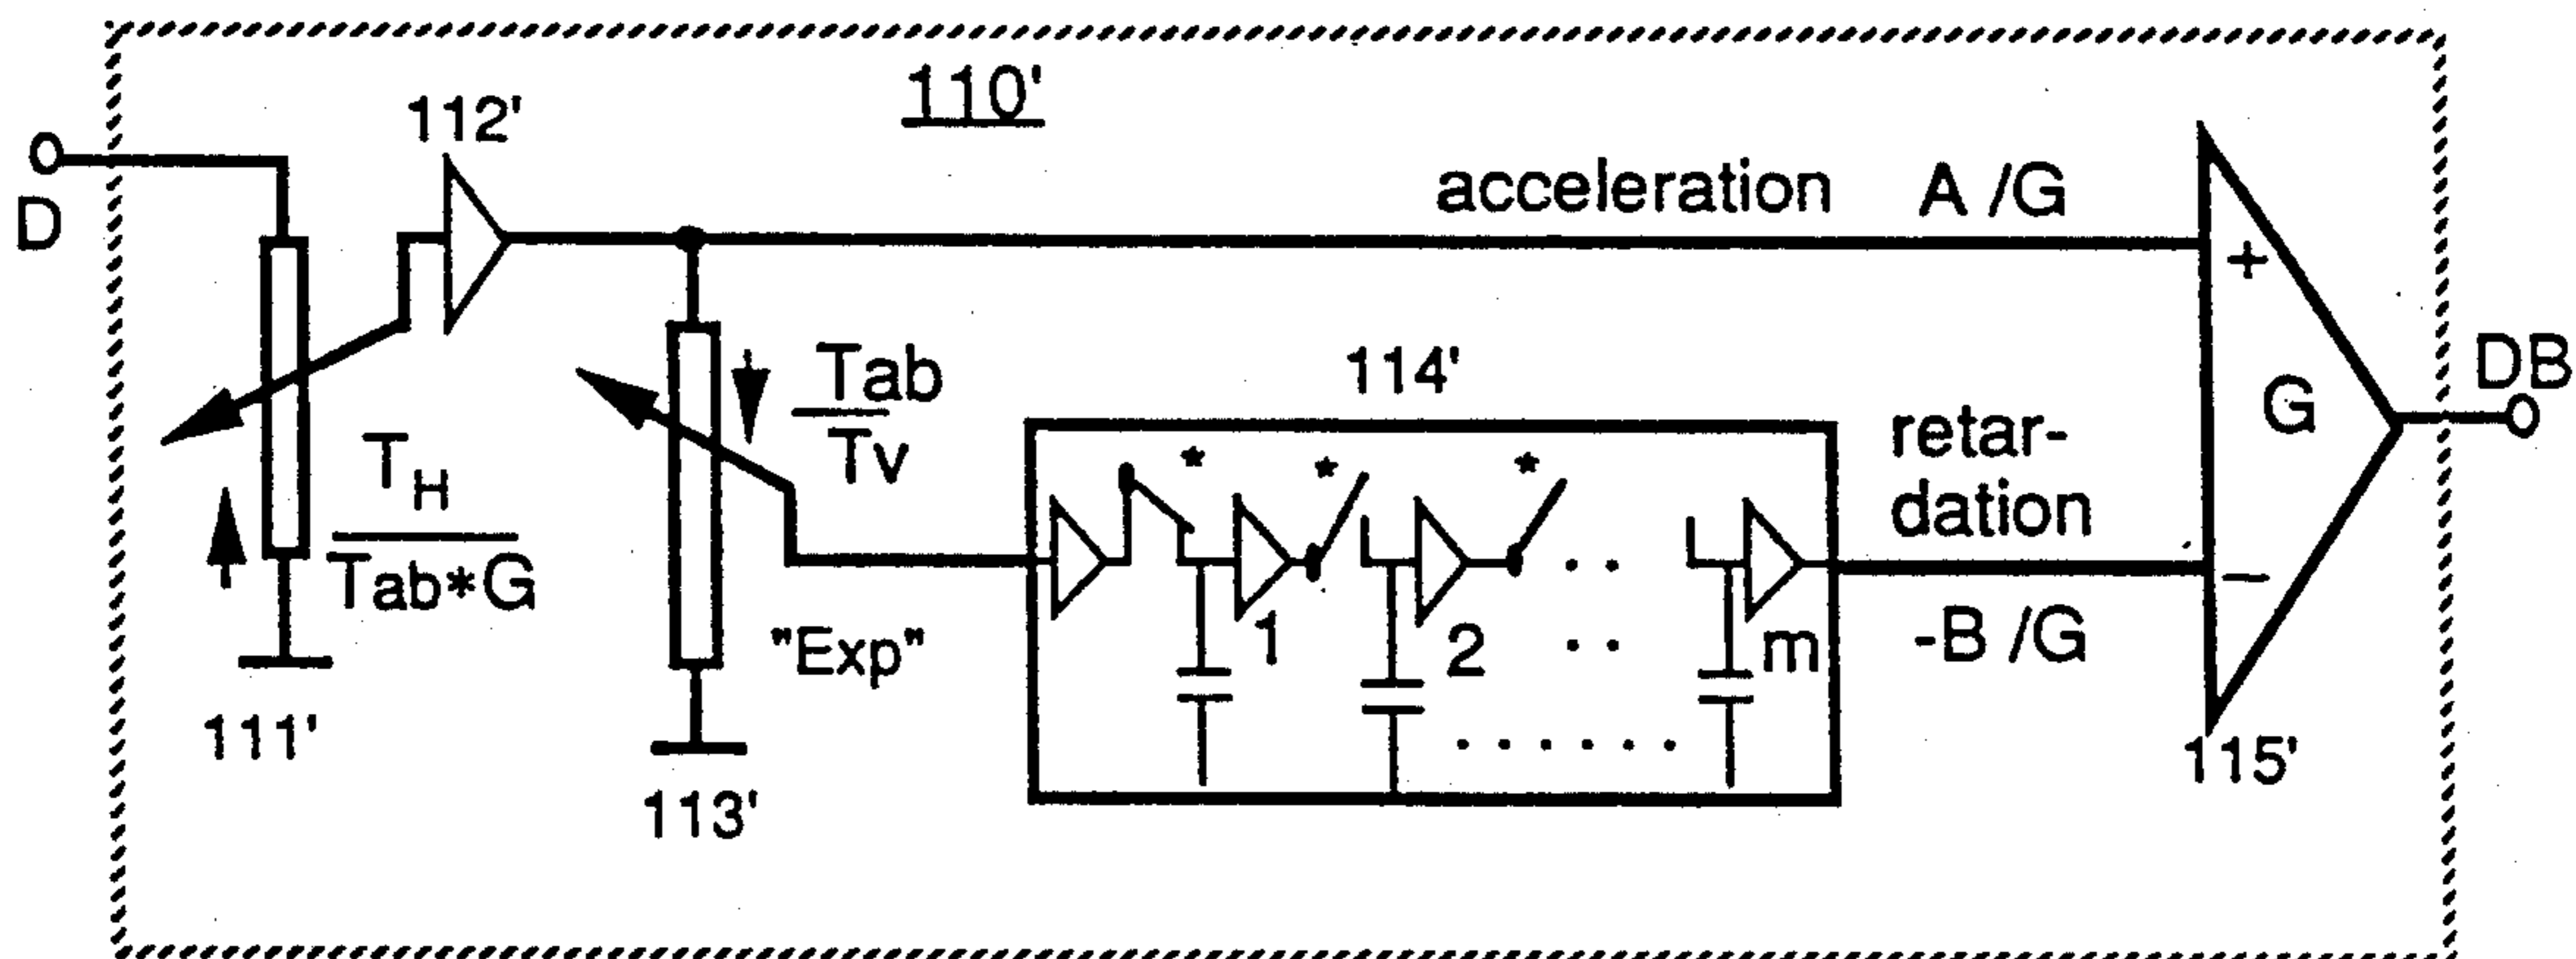 110'
112'
D
acceleration A /G
+
T_H
Tab*G
Tab
Tv
114'
* * *
retar-
dation
G
DB
"Exp"
1 2 . . m
. .
. . . . . .
-B /G
−
111'
113'
115'